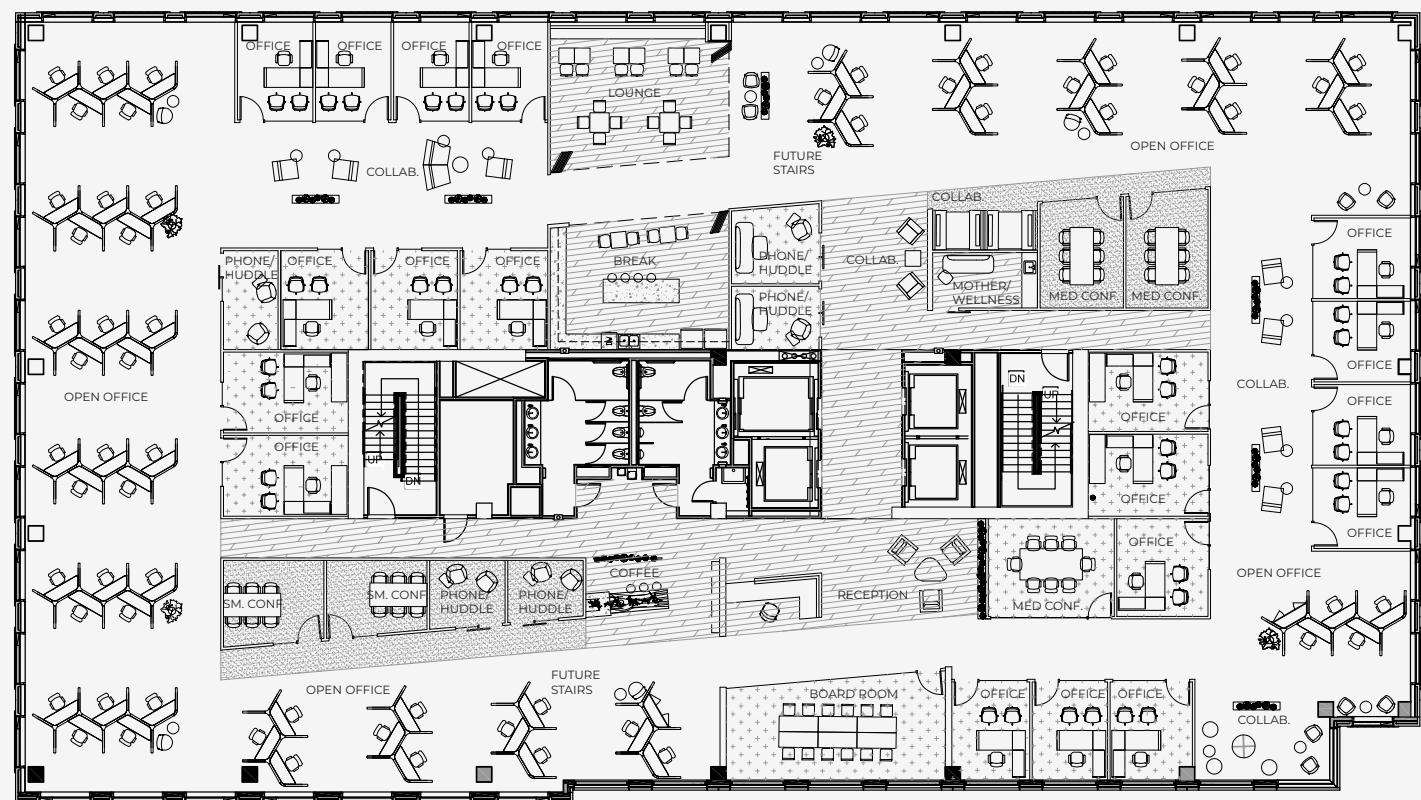 OFFICE
OFFICE
OFFICE
OFFICE
LOUNGE
COLLAB.
FUTURE
STAIRS
OPEN OFFICE
COLLAB.
PHONE/
HUDDLE
OFFICE
OFFICE
OFFICE
BREAK
PHONE/
HUDDLE
PHONE/
HUDDLE
COLLAB.
MOTHER/
WELLNESS
MED CONF.
MED CONF.
OFFICE
OFFICE
COLLAB.
OFFICE
OFFICE
OPEN OFFICE
OFFICE
OFFICE
UP
DN
DN
UP
OFFICE
OFFICE
OFFICE
SM. CONF.
SM. CONF.
PHONE/
HUDDLE
PHONE/
HUDDLE
COFFEE
RECEPTION
MED CONF.
OPEN OFFICE
OPEN OFFICE
FUTURE
STAIRS
BOARD ROOM
OFFICE
OFFICE
OFFICE
COLLAB.